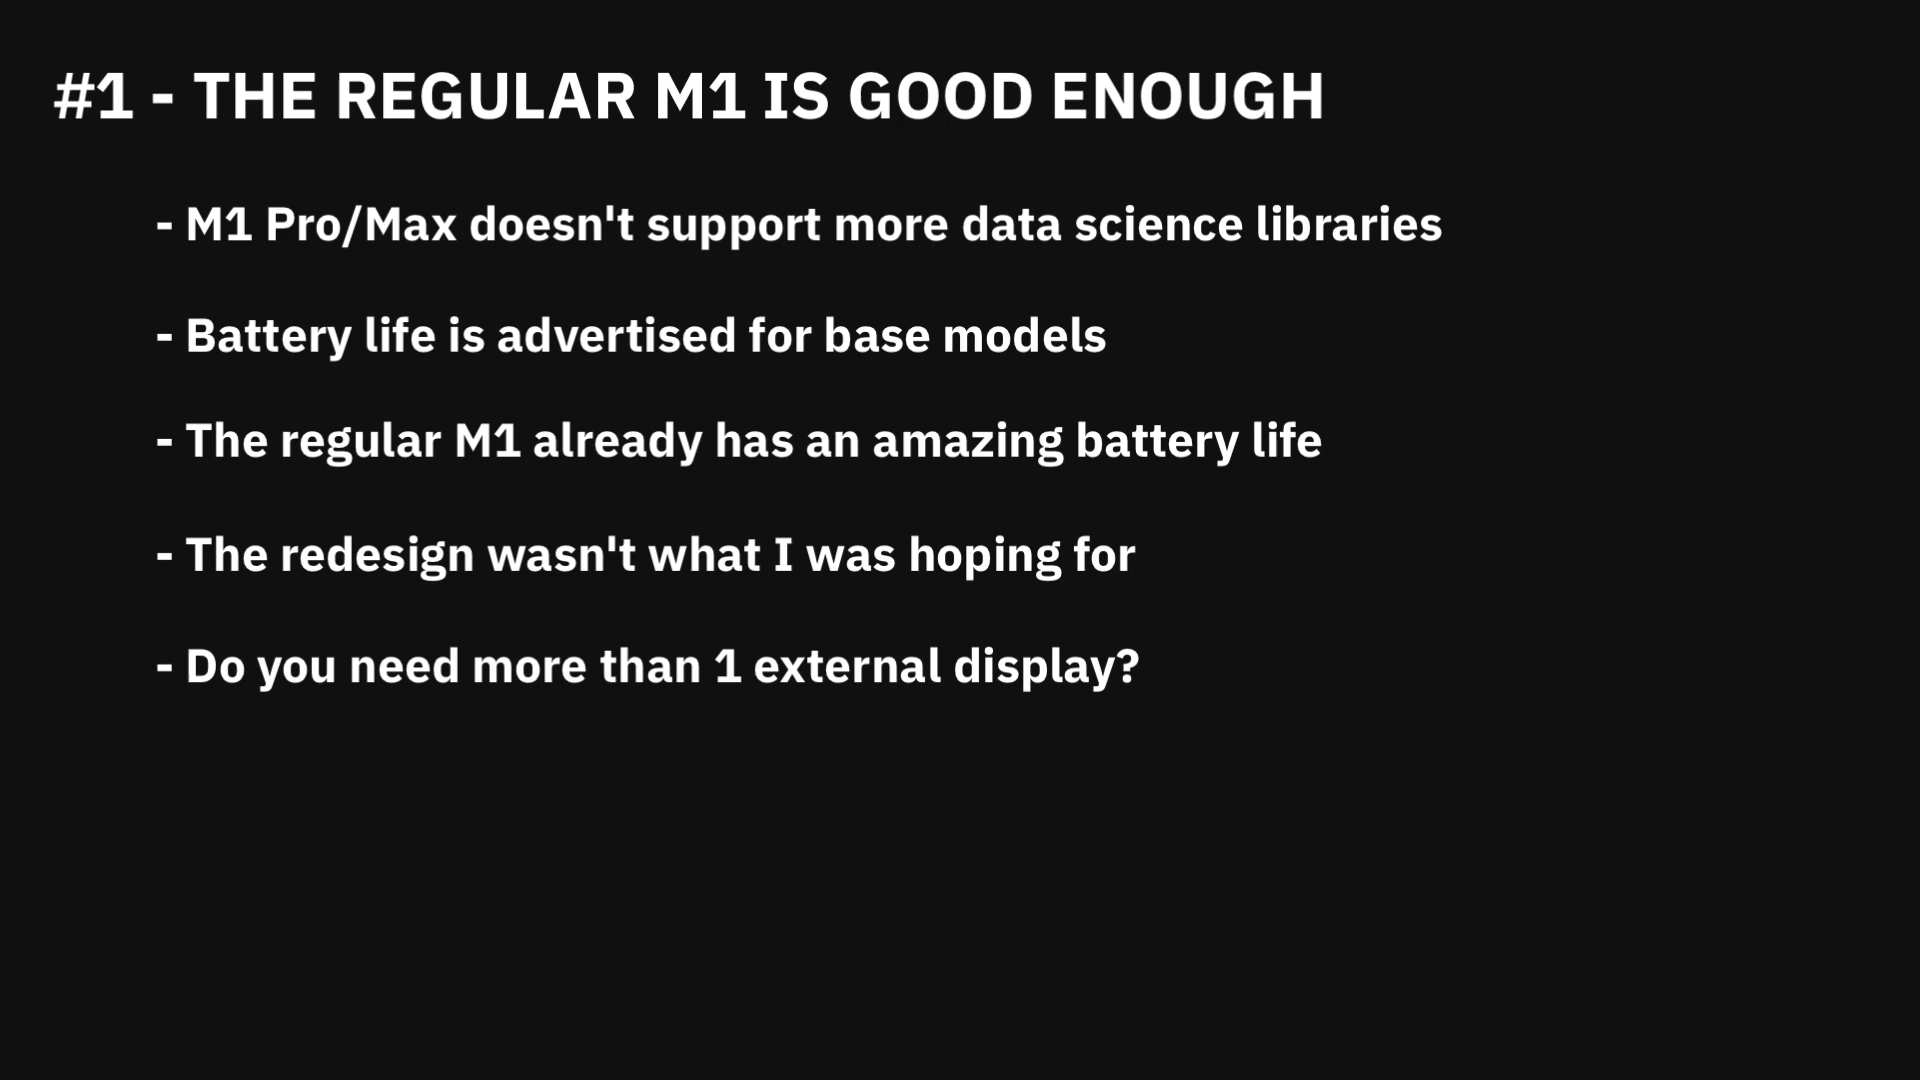 #1 - THE REGULAR M1 IS GOOD ENOUGH
- M1 Pro/Max doesn't support more data science libraries
- Battery life is advertised for base models
- The regular M1 already has an amazing battery life
- The redesign wasn't what I was hoping for
- Do you need more than 1 external display?